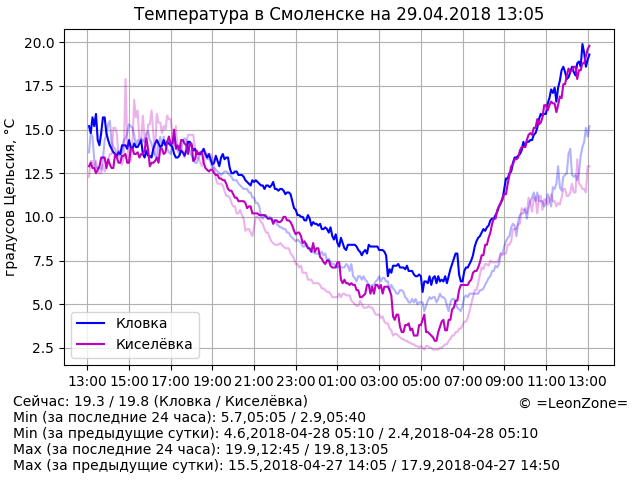 Температура в Смоленске на 29.04.2018 13:05
градусов Цельсия, °C
20.0
17.5
15.0
12.5
10.0
7.5
5.0
2.5
Кловка
Киселёвка
13:00 15:00 17:00 19:00 21:00 23:00 01:00 03:00 05:00 07:00 09:00 11:00 13:00
Сейчас: 19.3 / 19.8 (Кловка / Киселёвка)
© =LeonZone=
Min (за последние 24 часа): 5.7,05:05 / 2.9,05:40
Min (за предыдущие сутки): 4.6,2018-04-28 05:10 / 2.4,2018-04-28 05:10
Max (за последние 24 часа): 19.9,12:45 / 19.8,13:05
Max (за предыдущие сутки): 15.5,2018-04-27 14:05 / 17.9,2018-04-27 14:50